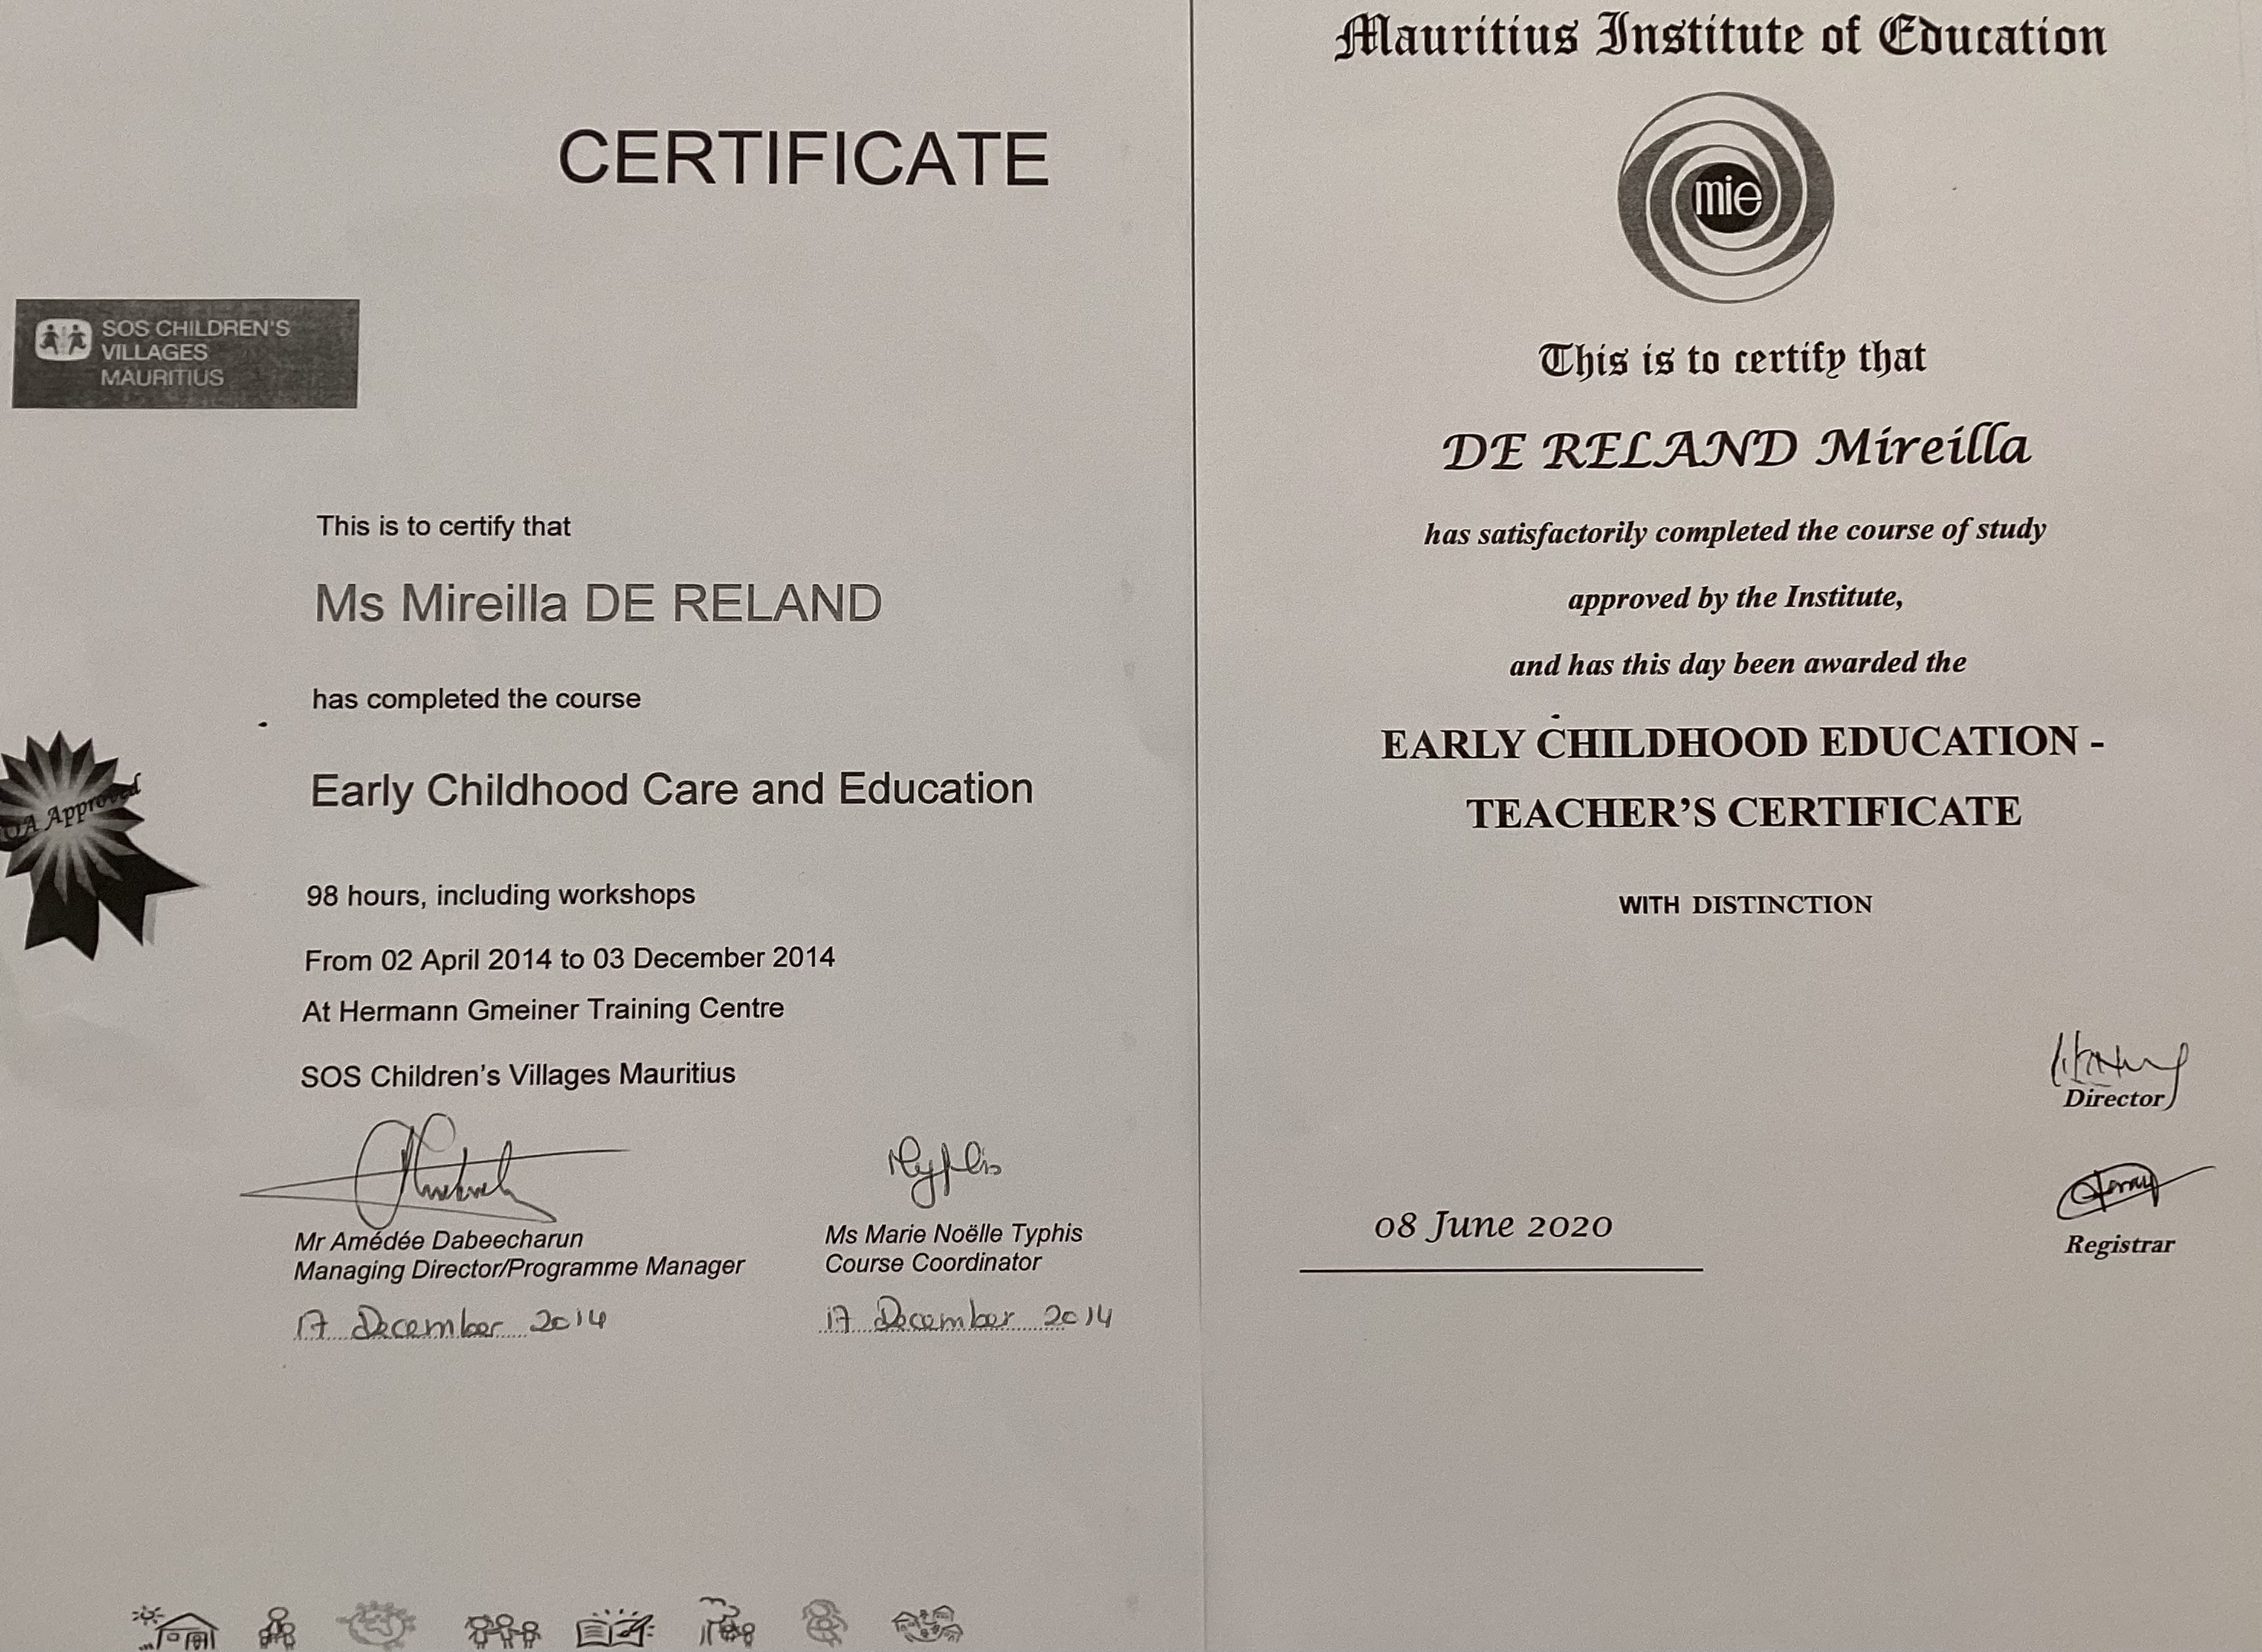 CERTIFICATE
SOS CHILDREN'S
VILLAGES
MAURITIUS
This is to certify that
Ms Mireilla DE RELAND
has completed the course
Early Childhood Care and Education
QA Approved
98 hours, including workshops
From 02 April 2014 to 03 December 2014
At Hermann Gmeiner Training Centre
SOS Children's Villages Mauritius
Mr Amédée Dabeecharun
Managing Director/Programme Manager
17 December 2014
Ms Marie Noëlle Typhis
Course Coordinator
17 December 2014
Mauritius Institute of Education
mie
This is to certify that
DE RELAND Mireilla
has satisfactorily completed the course of study
approved by the Institute,
and has this day been awarded the
EARLY CHILDHOOD EDUCATION -
TEACHER'S CERTIFICATE
WITH DISTINCTION
Director
08 June 2020
Registrar